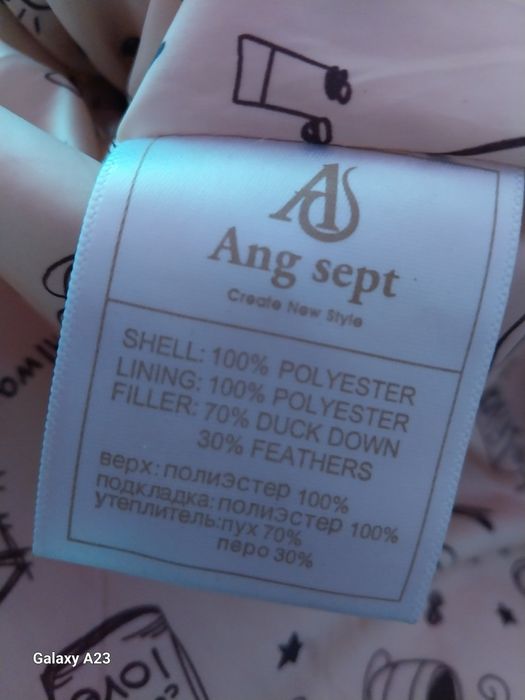 AS
Ang sept
Create New Style
SHELL: 100% POLYESTER
LINING: 100% POLYESTER
FILLER: 70% DUCK DOWN
30% FEATHERS
верх: полиЭстер 100%
подкладка: полиЭстер 100%
утеплитель:пух 70%
перо 30%
love
Galaxy A23